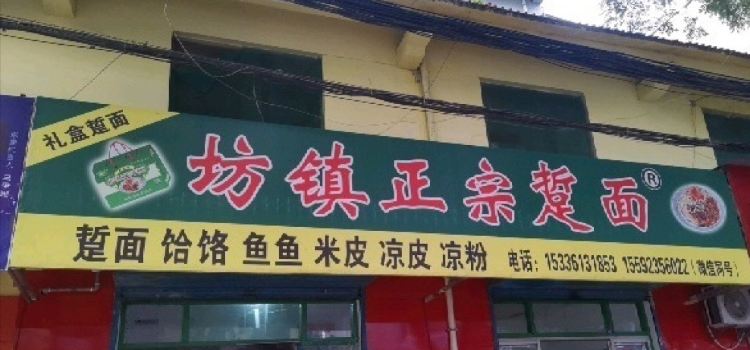 礼盒踅面
坊镇正宗踅面®
踅面 饸饹 鱼鱼 米皮 凉皮 凉粉 电话：15336131853 15592356022（微信同号）